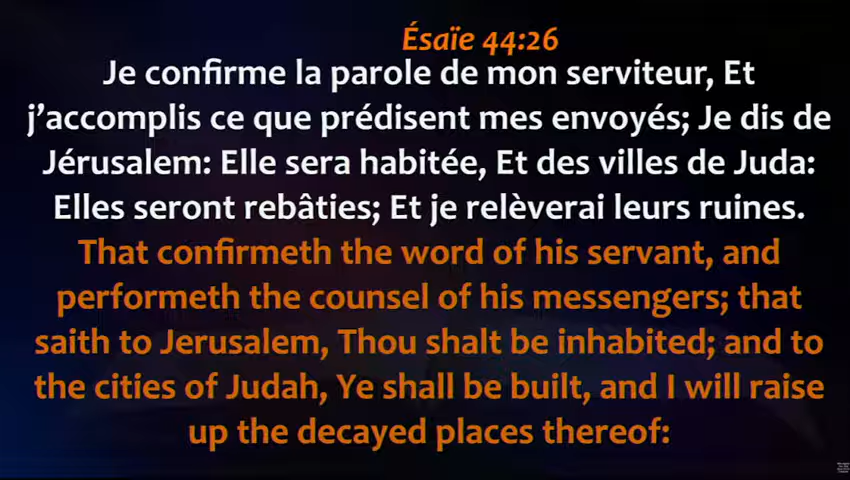 Ésaïe 44:26
Je confirme la parole de mon serviteur, Et
j’accomplis ce que prédisent mes envoyés; Je dis de
Jérusalem: Elle sera habitée, Et des villes de Juda:
Elles seront rebâties; Et je relèverai leurs ruines.
That confirmeth the word of his servant, and
performeth the counsel of his messengers; that
saith to Jerusalem, Thou shalt be inhabited; and to
the cities of Judah, Ye shall be built, and I will raise
up the decayed places thereof: